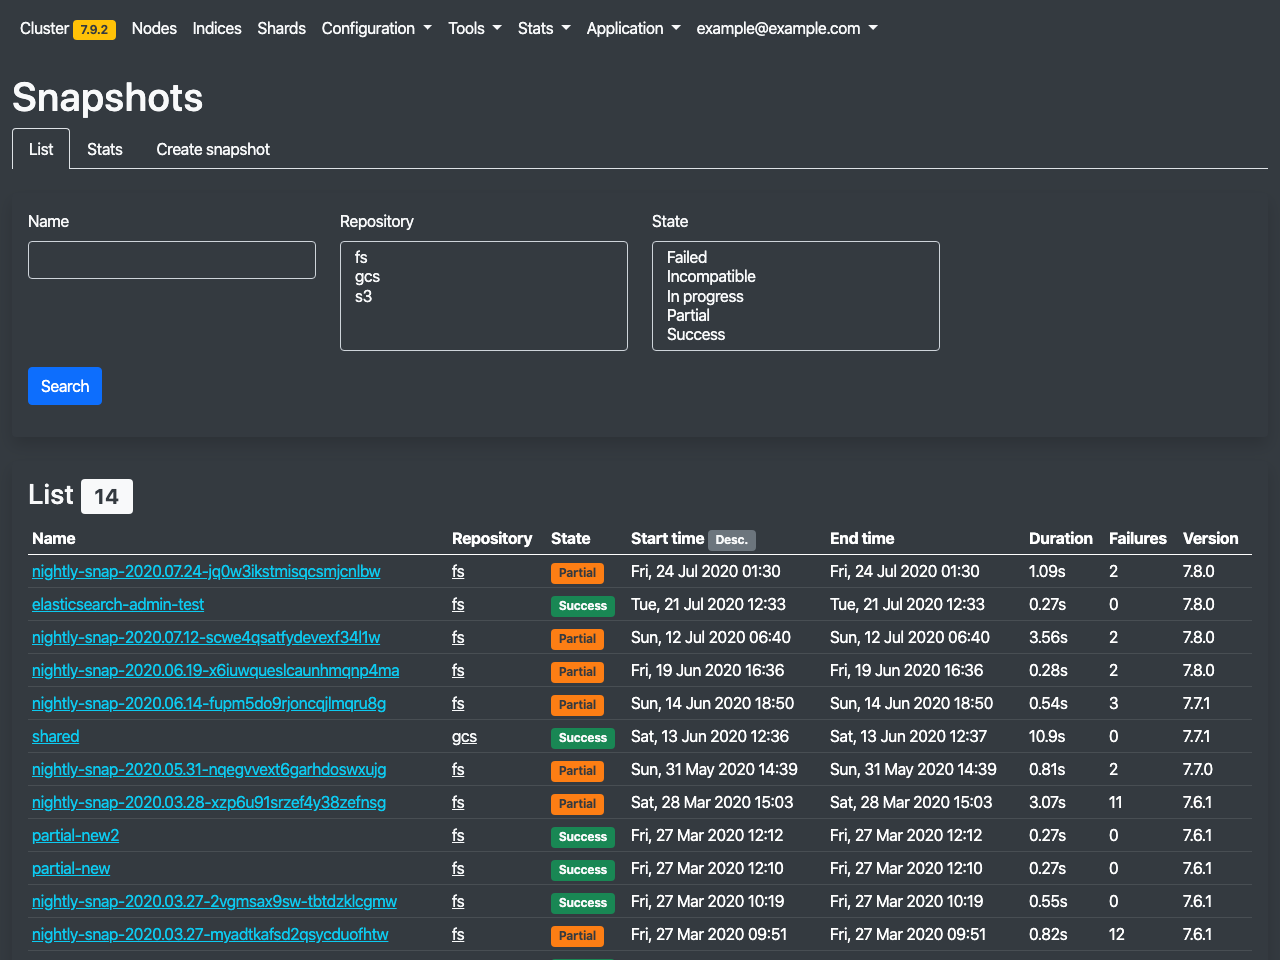 Cluster 7.9.2 Nodes Indices Shards Configuration Tools Stats Application example@example.com
Snapshots
List Stats Create snapshot
Name Repository State
fs Failed
gcs Incompatible
s3 In progress
Partial
Success
Search
List 14
Name Repository State Start time Desc. End time Duration Failures Version
nightly-snap-2020.07.24-jq0w3ikstmisqcsmjcnlbw fs Partial Fri, 24 Jul 2020 01:30 Fri, 24 Jul 2020 01:30 1.09s 2 7.8.0
elasticsearch-admin-test fs Success Tue, 21 Jul 2020 12:33 Tue, 21 Jul 2020 12:33 0.27s 0 7.8.0
nightly-snap-2020.07.12-scwe4qsatfydevexf34l1w fs Partial Sun, 12 Jul 2020 06:40 Sun, 12 Jul 2020 06:40 3.56s 2 7.8.0
nightly-snap-2020.06.19-x6iuwqueslcaunhmqnp4ma fs Partial Fri, 19 Jun 2020 16:36 Fri, 19 Jun 2020 16:36 0.28s 2 7.8.0
nightly-snap-2020.06.14-fupm5do9rjoncqjlmqru8g fs Partial Sun, 14 Jun 2020 18:50 Sun, 14 Jun 2020 18:50 0.54s 3 7.7.1
shared gcs Success Sat, 13 Jun 2020 12:36 Sat, 13 Jun 2020 12:37 10.9s 0 7.7.1
nightly-snap-2020.05.31-nqegvvext6garhdoswxujg fs Partial Sun, 31 May 2020 14:39 Sun, 31 May 2020 14:39 0.81s 2 7.7.0
nightly-snap-2020.03.28-xzp6u91srzef4y38zefnsg fs Partial Sat, 28 Mar 2020 15:03 Sat, 28 Mar 2020 15:03 3.07s 11 7.6.1
partial-new2 fs Success Fri, 27 Mar 2020 12:12 Fri, 27 Mar 2020 12:12 0.27s 0 7.6.1
partial-new fs Success Fri, 27 Mar 2020 12:10 Fri, 27 Mar 2020 12:10 0.27s 0 7.6.1
nightly-snap-2020.03.27-2vgmsax9sw-tbtdzklcgmw fs Success Fri, 27 Mar 2020 10:19 Fri, 27 Mar 2020 10:19 0.55s 0 7.6.1
nightly-snap-2020.03.27-myadtkafsd2qsycduofhtw fs Partial Fri, 27 Mar 2020 09:51 Fri, 27 Mar 2020 09:51 0.82s 12 7.6.1